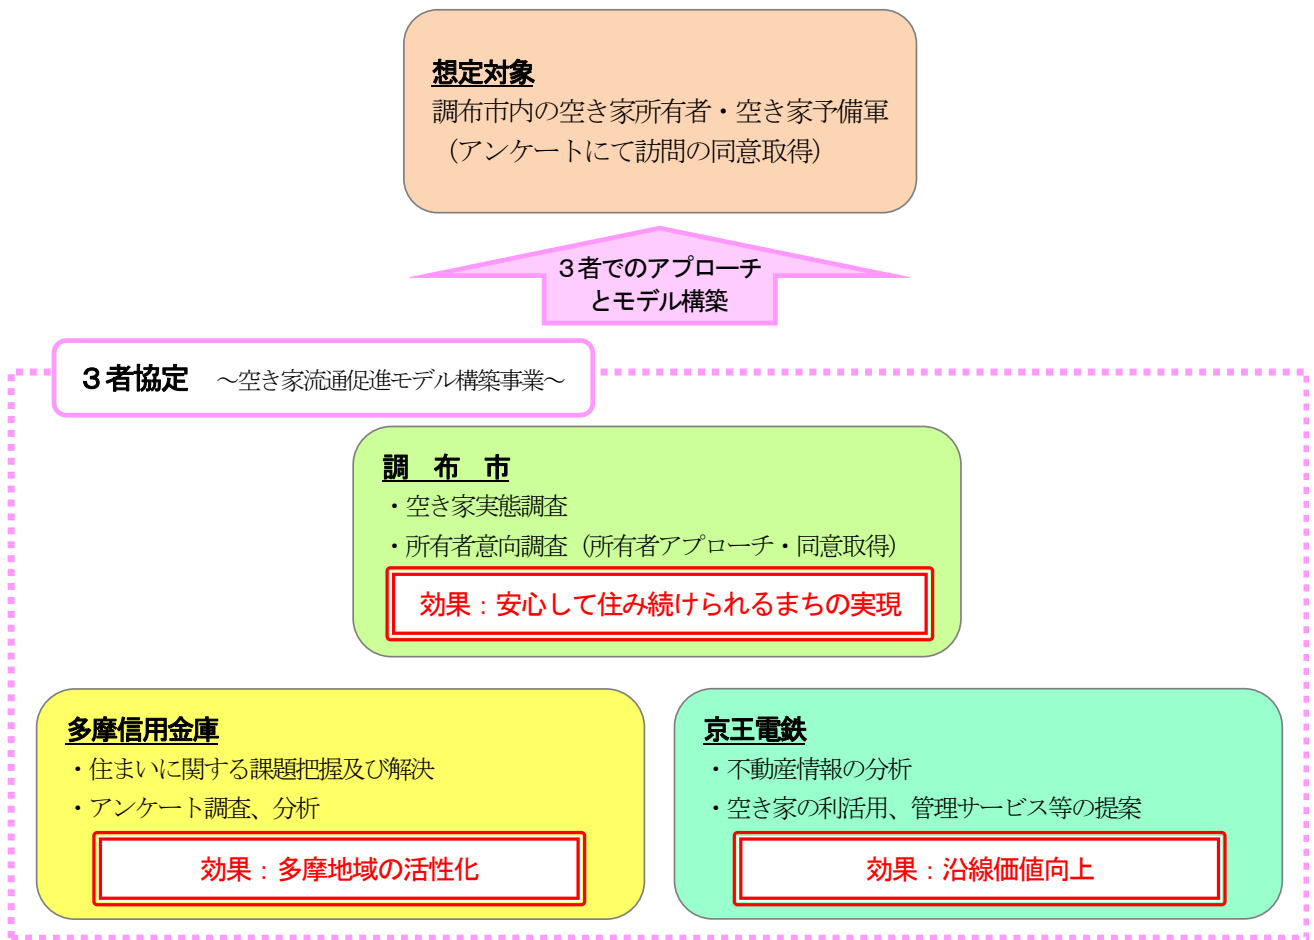 想定対象
調布市内の空き家所有者・空き家予備軍
（アンケートにて訪問の同意取得）
３者でのアプローチ
とモデル構築
３者協定　～空き家流通促進モデル構築事業～
調　布　市
・空き家実態調査
・所有者意向調査（所有者アプローチ・同意取得）
効果：安心して住み続けられるまちの実現
多摩信用金庫
・住まいに関する課題把握及び解決
・アンケート調査、分析
効果：多摩地域の活性化
京王電鉄
・不動産情報の分析
・空き家の利活用、管理サービス等の提案
効果：沿線価値向上